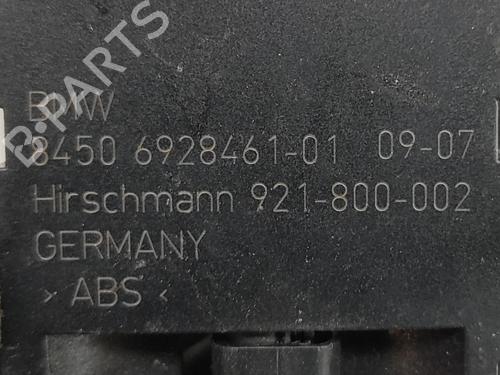 BMW
8450 6928461-01 09-07
Hirschmann 921-800-002
GERMANY
> ABS <
B-PARTS